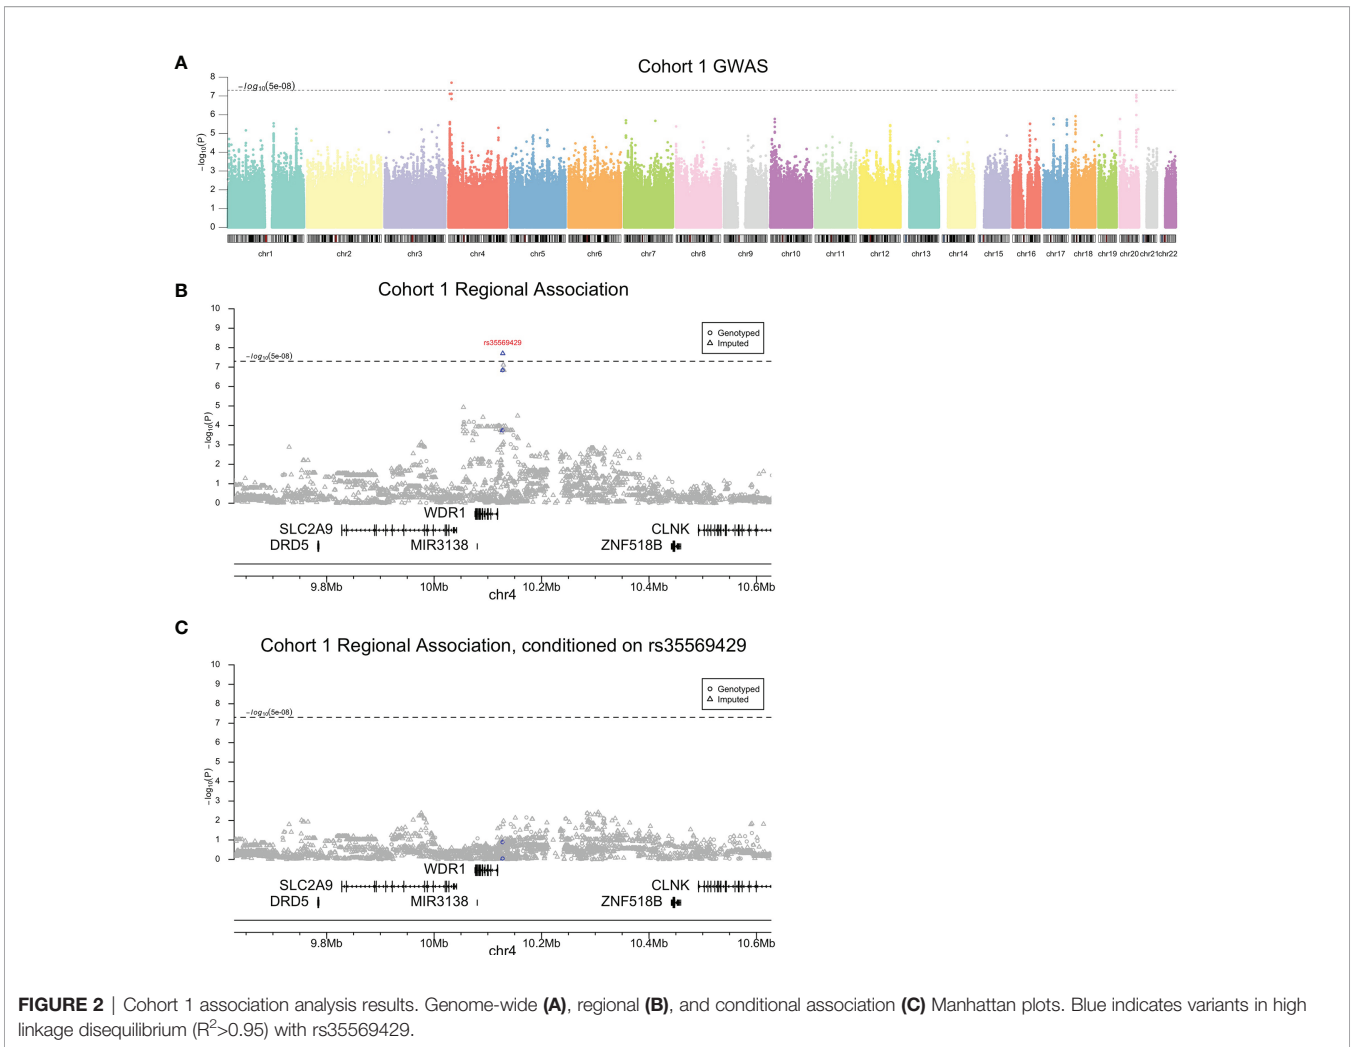 A
Cohort 1 GWAS
8
7
6
5
4
3
2
1
0
−log10(P)
−log10(5e-08)
chr1 chr2 chr3 chr4 chr5 chr6 chr7 chr8 chr9 chr10 chr11 chr12 chr13 chr14 chr15 chr16 chr17 chr18 chr19 chr20 chr21 chr22
B
Cohort 1 Regional Association
10
9
8
7
6
5
4
3
2
1
0
−log10(P)
−log10(5e-08)
rs35569429
Genotyped
Imputed
WDR1
SLC2A9 CLNK
DRD5 MIR3138 ZNF518B
9.8Mb 10Mb 10.2Mb 10.4Mb 10.6Mb
chr4
C
Cohort 1 Regional Association, conditioned on rs35569429
10
9
8
7
6
5
4
3
2
1
0
−log10(P)
−log10(5e-08)
Genotyped
Imputed
WDR1
SLC2A9 CLNK
DRD5 MIR3138 ZNF518B
9.8Mb 10Mb 10.2Mb 10.4Mb 10.6Mb
chr4
FIGURE 2 | Cohort 1 association analysis results. Genome-wide (A), regional (B), and conditional association (C) Manhattan plots. Blue indicates variants in high
linkage disequilibrium (R²>0.95) with rs35569429.